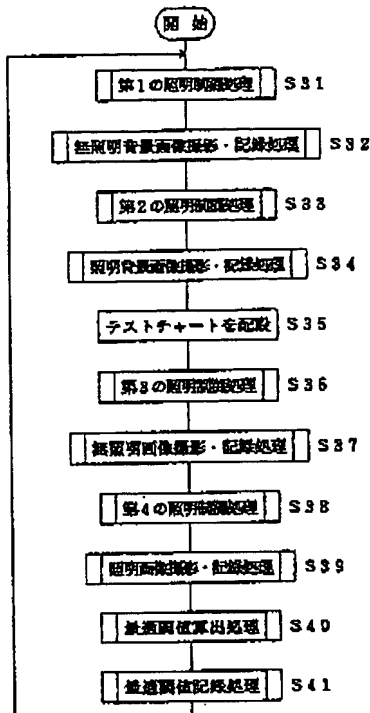 開始
第1の照明制御処理 S31
無照明背景画像撮影・記録処理 S32
第2の照明制御処理 S33
照明背景画像撮影・記録処理 S34
テストチャートを配設 S35
第3の照明制御処理 S36
無照明画像撮影・記録処理 S37
第4の照明制御処理 S38
照明画像撮影・記録処理 S39
最適閾値算出処理 S40
最適閾値記録処理 S41